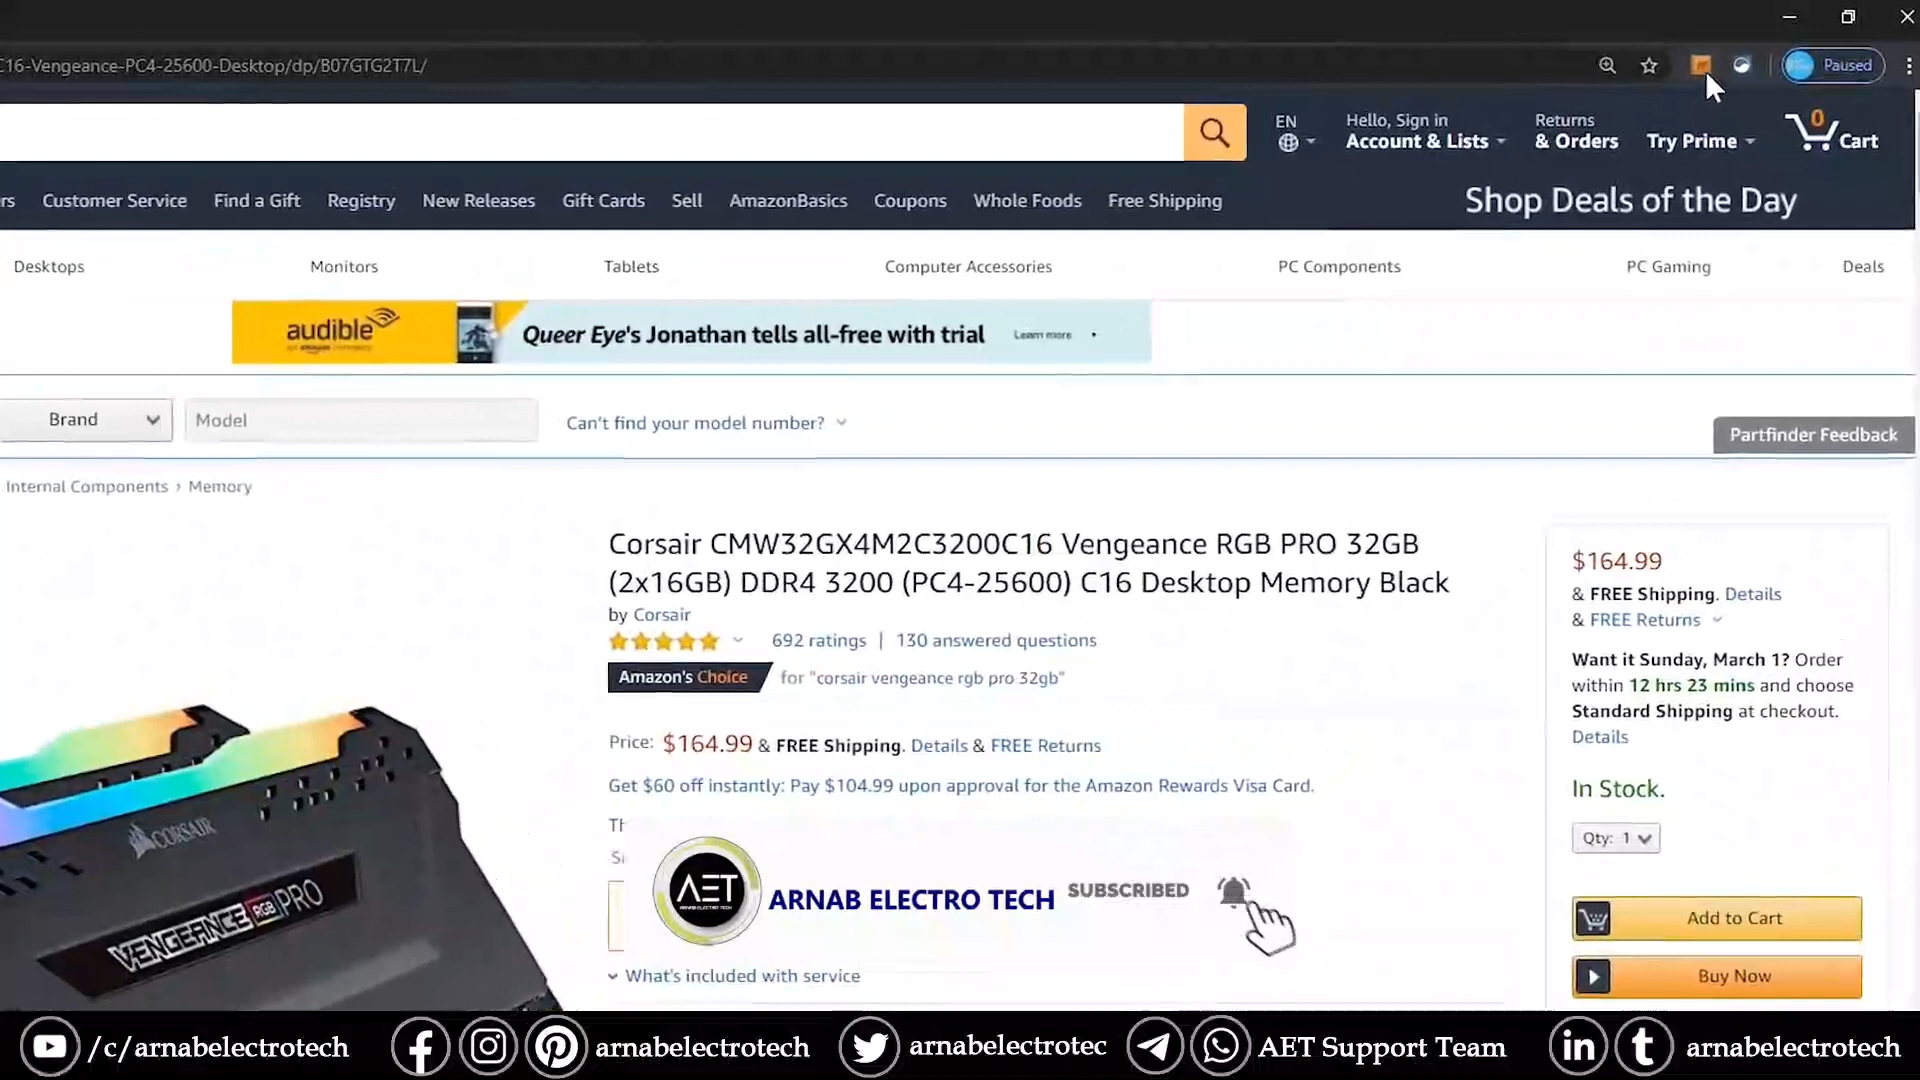 C16-Vengeance-PC4-25600-Desktop/dp/B07GTG2T7L/
Paused
EN
Hello, Sign in
Account & Lists
Returns
& Orders
Try Prime
0
Cart
rs
Customer Service
Find a Gift
Registry
New Releases
Gift Cards
Sell
AmazonBasics
Coupons
Whole Foods
Free Shipping
Shop Deals of the Day
Desktops
Monitors
Tablets
Computer Accessories
PC Components
PC Gaming
Deals
audible
an amazon company
Queer Eye's Jonathan tells all-free with trial
Learn more
Brand
Model
Can't find your model number?
Partfinder Feedback
Internal Components › Memory
Corsair CMW32GX4M2C3200C16 Vengeance RGB PRO 32GB
(2x16GB) DDR4 3200 (PC4-25600) C16 Desktop Memory Black
by Corsair
692 ratings | 130 answered questions
Amazon's Choice for "corsair vengeance rgb pro 32gb"
Price: $164.99 & FREE Shipping. Details & FREE Returns
Get $60 off instantly: Pay $104.99 upon approval for the Amazon Rewards Visa Card.
$164.99
& FREE Shipping. Details
& FREE Returns
Want it Sunday, March 1? Order
within 12 hrs 23 mins and choose
Standard Shipping at checkout.
Details
In Stock.
Qty: 1
Add to Cart
Buy Now
CORSAIR
VENGEANCE RGB PRO
AET
ARNAB ELECTRO TECH
SUBSCRIBED
What's included with service
/c/arnabelectrotech
arnabelectrotech
arnabelectrotec
AET Support Team
in
t
arnabelectrotech